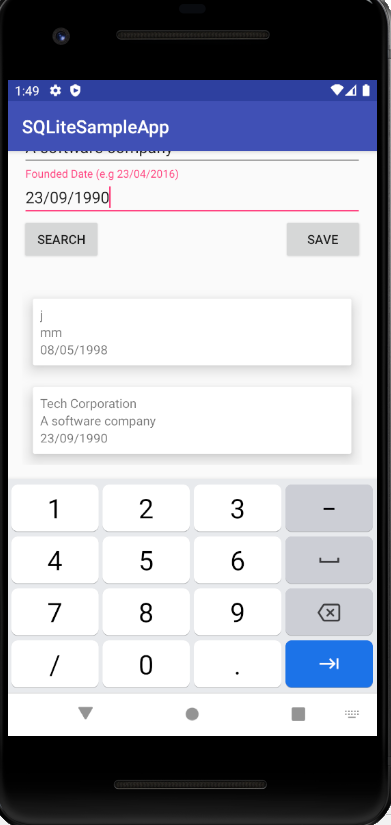 1:49
SQLiteSampleApp
A software company
Founded Date (e.g 23/04/2016)
23/09/1990
SEARCH SAVE
j
mm
08/05/1998
Tech Corporation
A software company
23/09/1990
1 2 3 -
4 5 6
7 8 9
/ 0 .